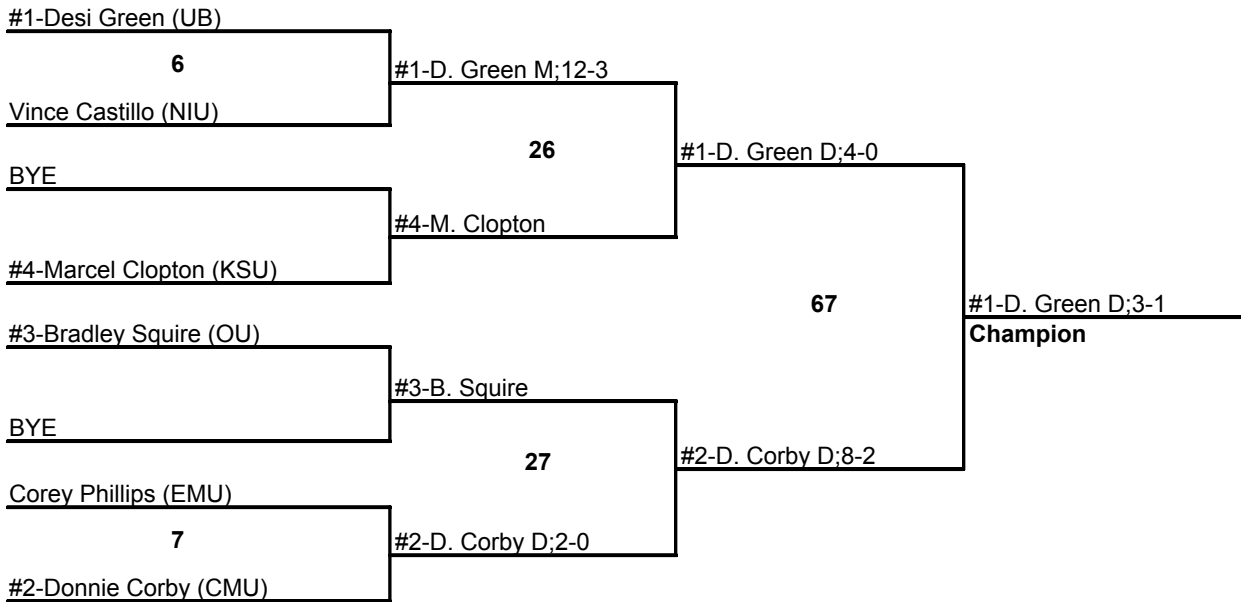 #1-Desi Green (UB)
6
#1-D. Green M;12-3
Vince Castillo (NIU)
26
#1-D. Green D;4-0
BYE
#4-M. Clopton
#4-Marcel Clopton (KSU)
67
#1-D. Green D;3-1
Champion
#3-Bradley Squire (OU)
#3-B. Squire
BYE
27
#2-D. Corby D;8-2
Corey Phillips (EMU)
7
#2-D. Corby D;2-0
#2-Donnie Corby (CMU)